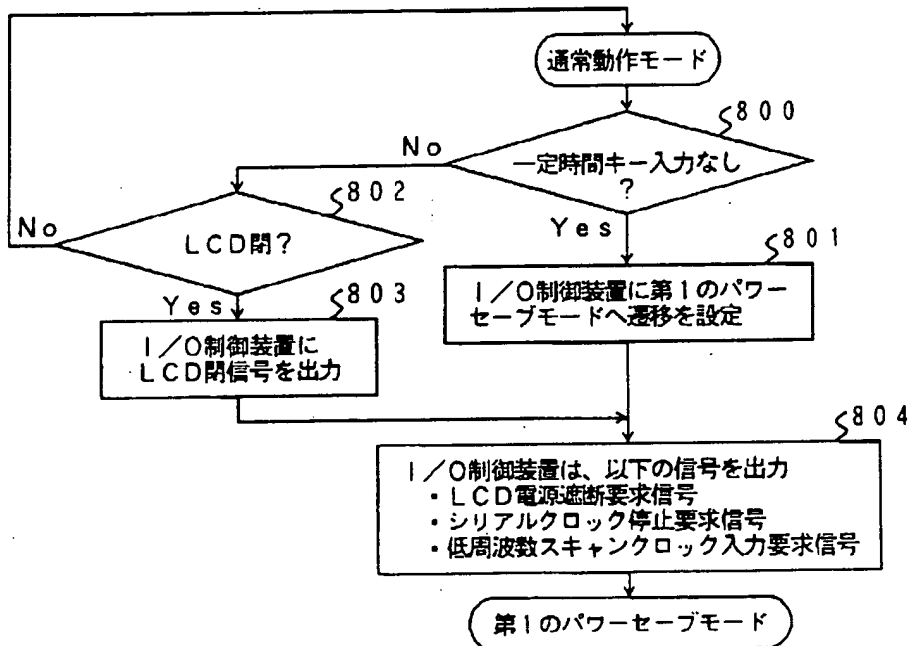 通常動作モード
800
一定時間キー入力なし
?
No
Yes
802
LCD閉?
No
Yes
801
I/O制御装置に第1のパワー
セーブモードへ遷移を設定
803
I/O制御装置に
LCD閉信号を出力
804
I/O制御装置は、以下の信号を出力
・LCD電源遮断要求信号
・シリアルクロック停止要求信号
・低周波数スキャンクロック入力要求信号
第1のパワーセーブモード